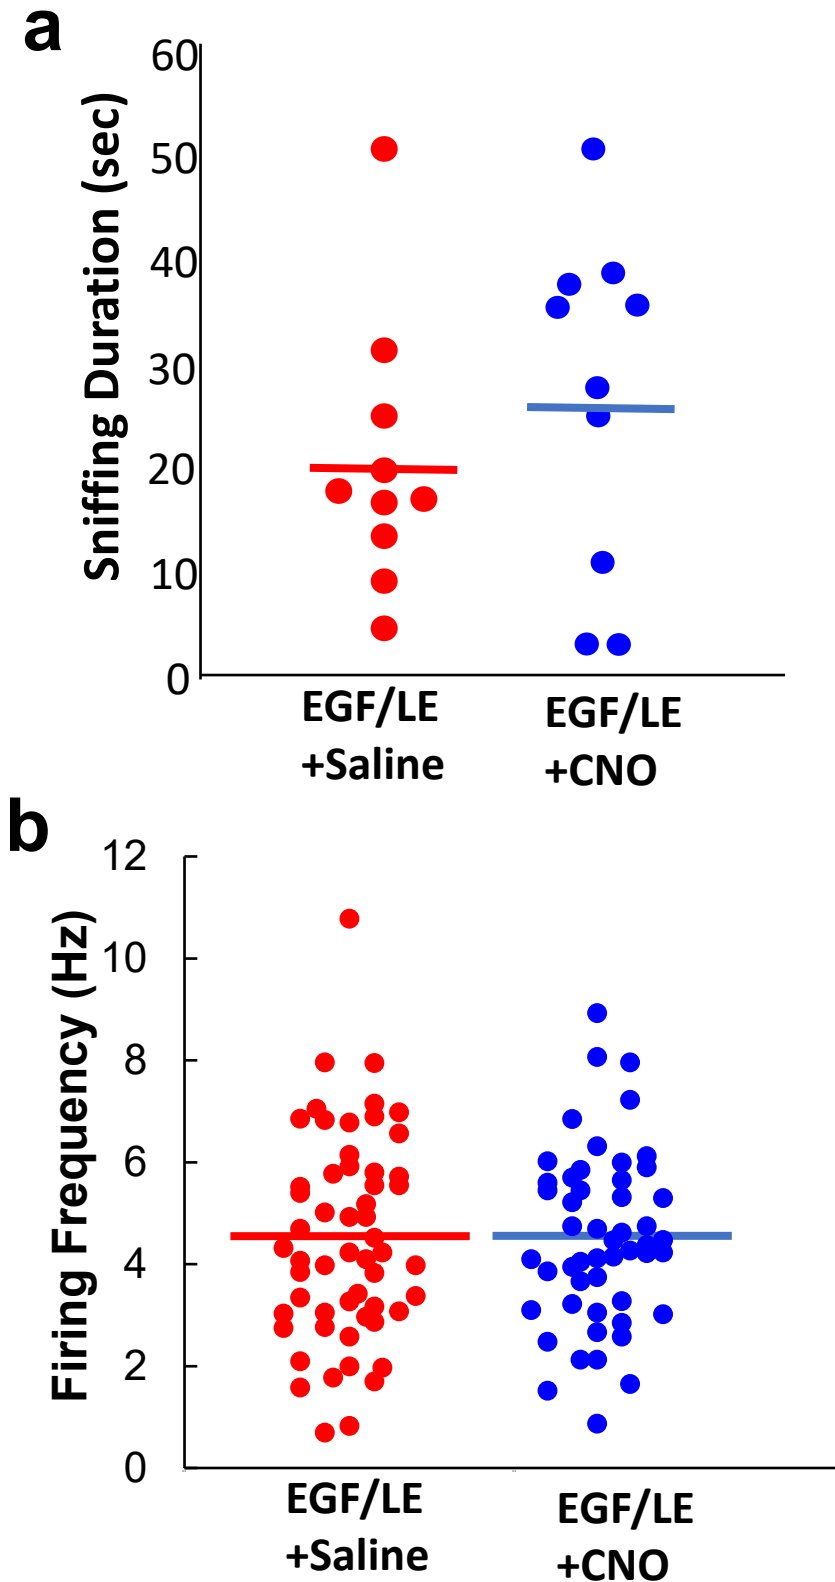 a
Sniffing Duration (sec)
60
50
40
30
20
10
0
EGF/LE
+Saline
EGF/LE
+CNO
b
Firing Frequency (Hz)
12
10
8
6
4
2
0
EGF/LE
+Saline
EGF/LE
+CNO